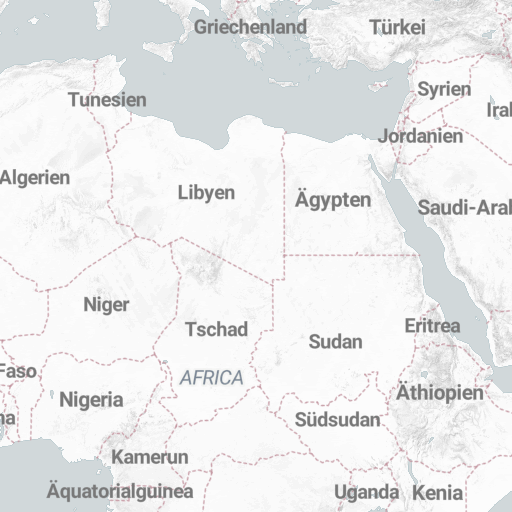 Griechenland
Türkei
Syrien
Tunesien
Jordanien
Algerien
Libyen
Ägypten
Saudi-Arab
Niger
Tschad
Sudan
Eritrea
Faso
AFRICA
Nigeria
Äthiopien
Südsudan
Kamerun
Äquatorialguinea
Uganda
Kenia